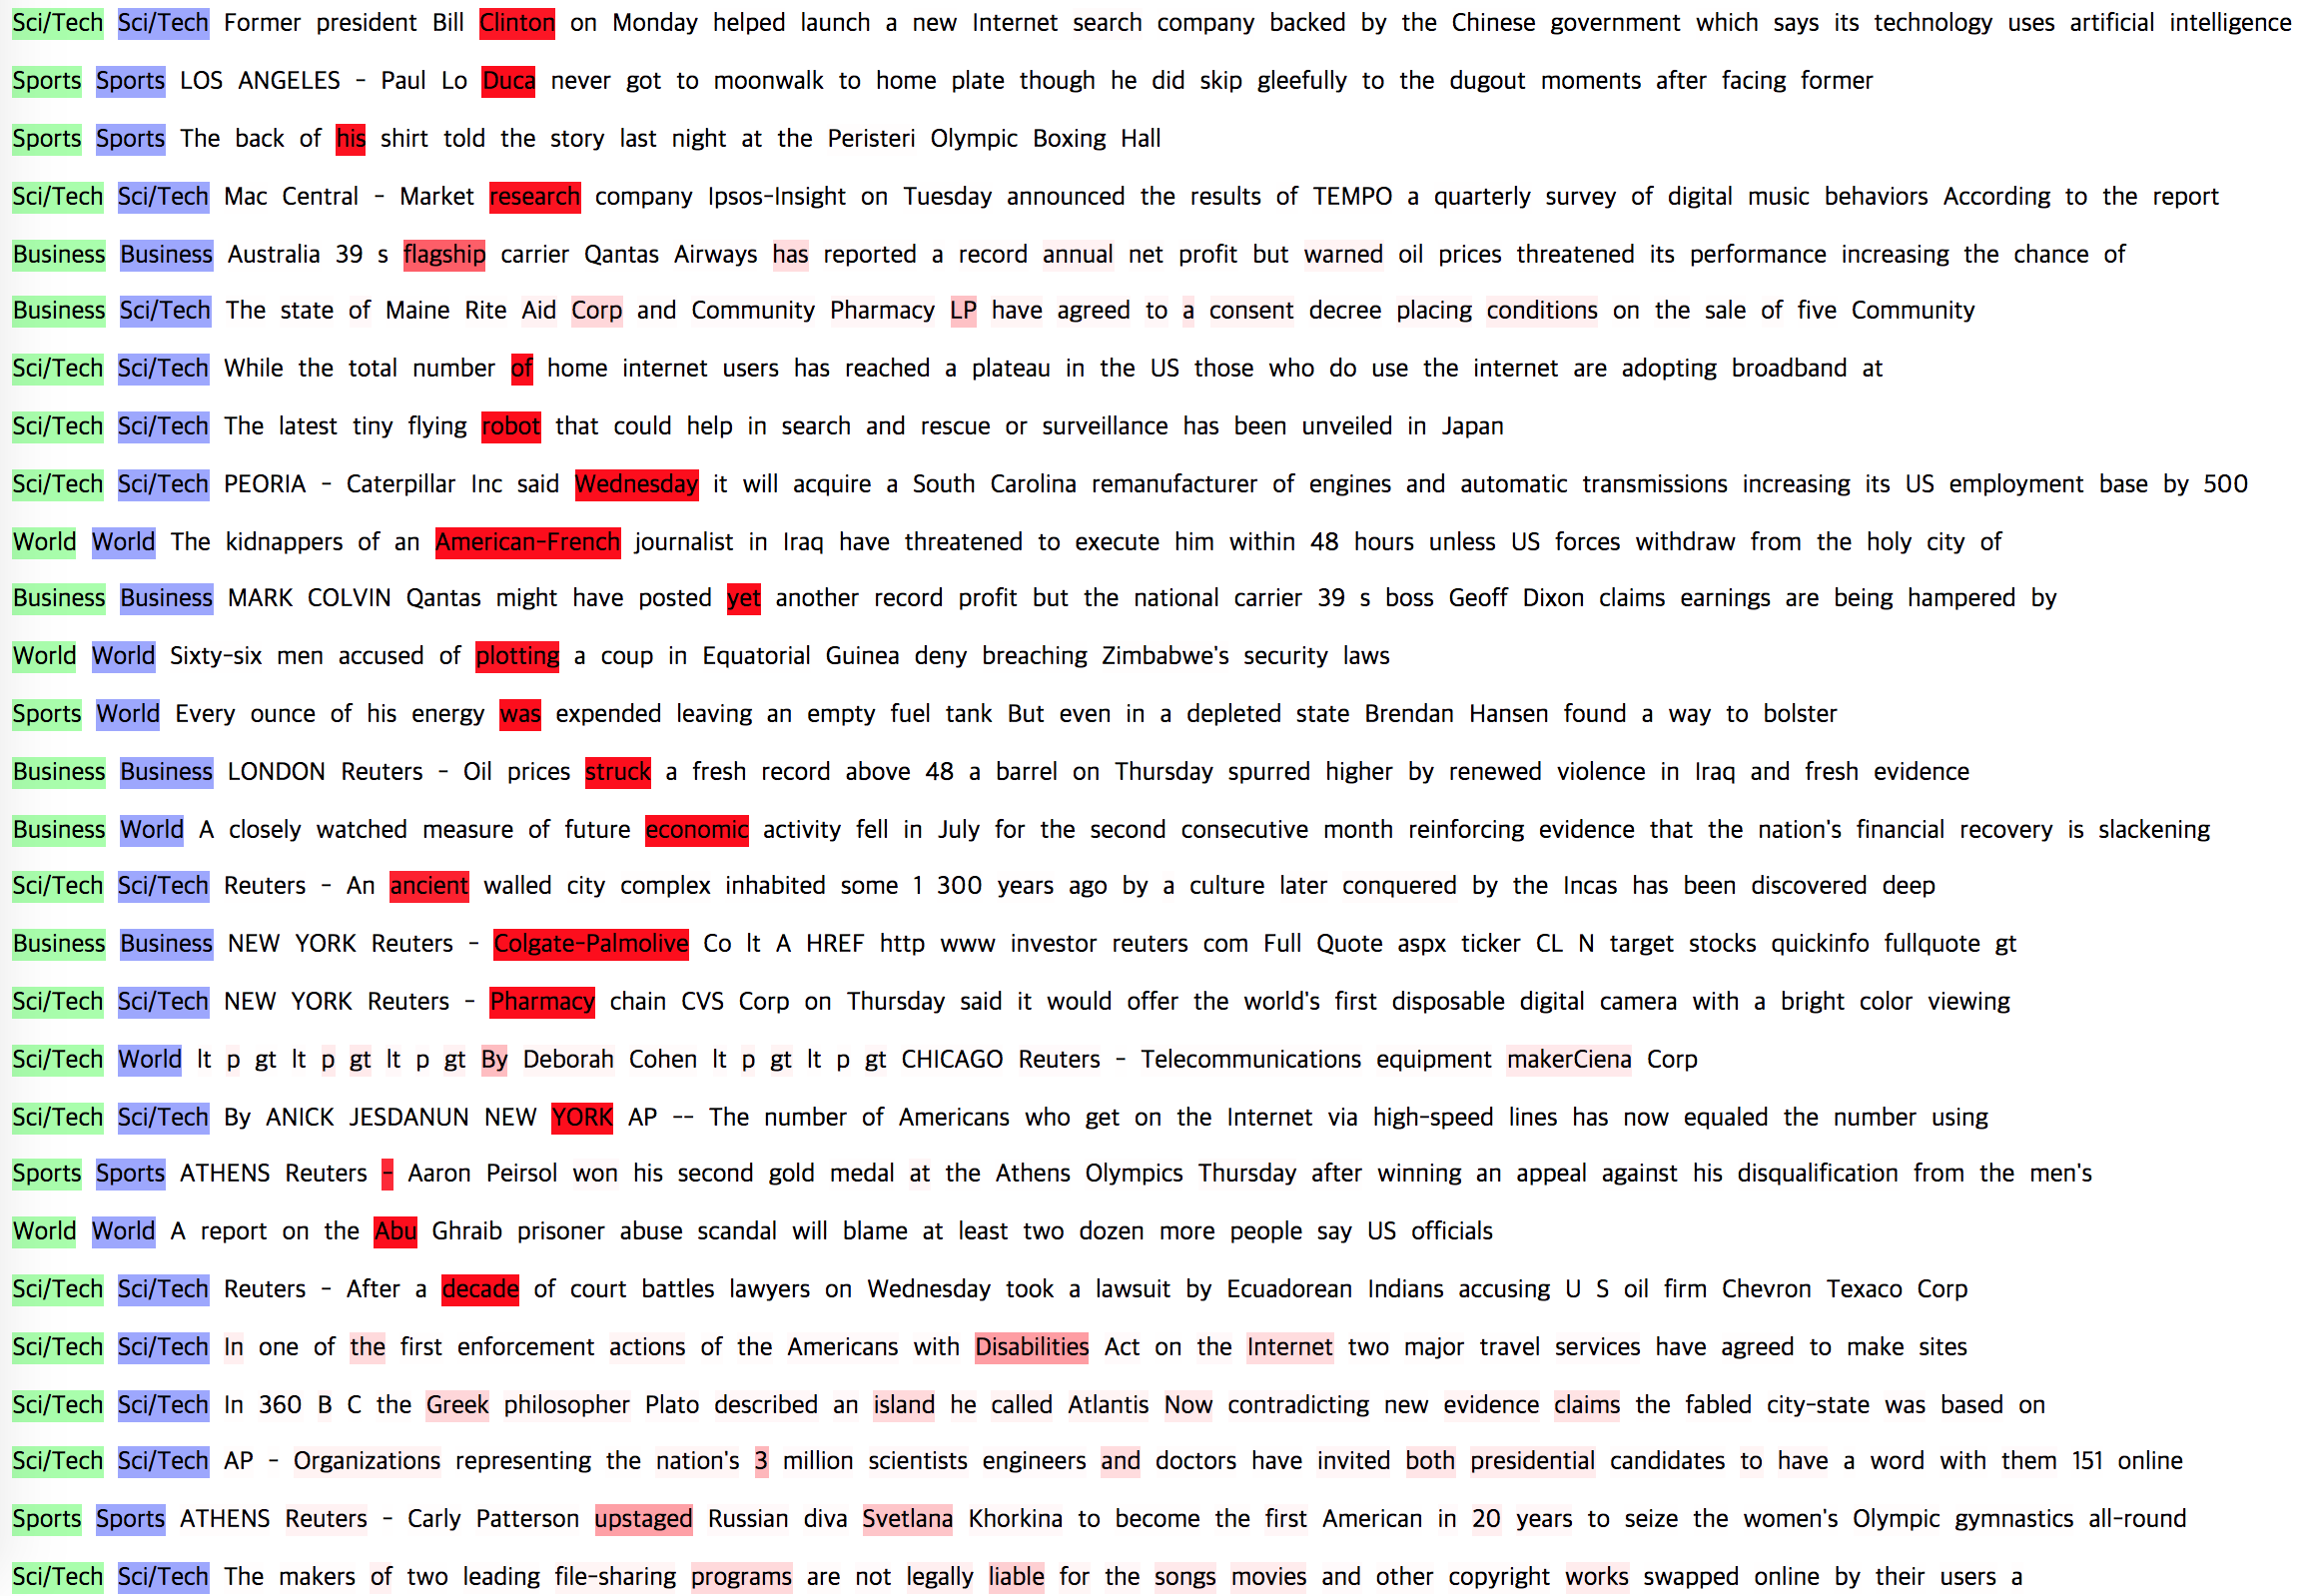 Sci/Tech Sci/Tech Former president Bill Clinton on Monday helped launch a new Internet search company backed by the Chinese government which says its technology uses artificial intelligence
Sports Sports LOS ANGELES - Paul Lo Duca never got to moonwalk to home plate though he did skip gleefully to the dugout moments after facing former
Sports Sports The back of his shirt told the story last night at the Peristeri Olympic Boxing Hall
Sci/Tech Sci/Tech Mac Central - Market research company Ipsos-Insight on Tuesday announced the results of TEMPO a quarterly survey of digital music behaviors According to the report
Business Business Australia 39 s flagship carrier Qantas Airways has reported a record annual net profit but warned oil prices threatened its performance increasing the chance of
Business Sci/Tech The state of Maine Rite Aid Corp and Community Pharmacy LP have agreed to a consent decree placing conditions on the sale of five Community
Sci/Tech Sci/Tech While the total number of home internet users has reached a plateau in the US those who do use the internet are adopting broadband at
Sci/Tech Sci/Tech The latest tiny flying robot that could help in search and rescue or surveillance has been unveiled in Japan
Sci/Tech Sci/Tech PEORIA - Caterpillar Inc said Wednesday it will acquire a South Carolina remanufacturer of engines and automatic transmissions increasing its US employment base by 500
World World The kidnappers of an American-French journalist in Iraq have threatened to execute him within 48 hours unless US forces withdraw from the holy city of
Business Business MARK COLVIN Qantas might have posted yet another record profit but the national carrier 39 s boss Geoff Dixon claims earnings are being hampered by
World World Sixty-six men accused of plotting a coup in Equatorial Guinea deny breaching Zimbabwe's security laws
Sports World Every ounce of his energy was expended leaving an empty fuel tank But even in a depleted state Brendan Hansen found a way to bolster
Business Business LONDON Reuters - Oil prices struck a fresh record above 48 a barrel on Thursday spurred higher by renewed violence in Iraq and fresh evidence
Business World A closely watched measure of future economic activity fell in July for the second consecutive month reinforcing evidence that the nation's financial recovery is slackening
Sci/Tech Sci/Tech Reuters - An ancient walled city complex inhabited some 1 300 years ago by a culture later conquered by the Incas has been discovered deep
Business Business NEW YORK Reuters - Colgate-Palmolive Co lt A HREF http www investor reuters com Full Quote aspx ticker CL N target stocks quickinfo fullquote gt
Sci/Tech Sci/Tech NEW YORK Reuters - Pharmacy chain CVS Corp on Thursday said it would offer the world's first disposable digital camera with a bright color viewing
Sci/Tech World lt p gt lt p gt lt p gt By Deborah Cohen lt p gt lt p gt CHICAGO Reuters - Telecommunications equipment makerCiena Corp
Sci/Tech Sci/Tech By ANICK JESDANUN NEW YORK AP -- The number of Americans who get on the Internet via high-speed lines has now equaled the number using
Sports Sports ATHENS Reuters - Aaron Peirsol won his second gold medal at the Athens Olympics Thursday after winning an appeal against his disqualification from the men's
World World A report on the Abu Ghraib prisoner abuse scandal will blame at least two dozen more people say US officials
Sci/Tech Sci/Tech Reuters - After a decade of court battles lawyers on Wednesday took a lawsuit by Ecuadorean Indians accusing U S oil firm Chevron Texaco Corp
Sci/Tech Sci/Tech In one of the first enforcement actions of the Americans with Disabilities Act on the Internet two major travel services have agreed to make sites
Sci/Tech Sci/Tech In 360 B C the Greek philosopher Plato described an island he called Atlantis Now contradicting new evidence claims the fabled city-state was based on
Sci/Tech Sci/Tech AP - Organizations representing the nation's 3 million scientists engineers and doctors have invited both presidential candidates to have a word with them 151 online
Sports Sports ATHENS Reuters - Carly Patterson upstaged Russian diva Svetlana Khorkina to become the first American in 20 years to seize the women's Olympic gymnastics all-round
Sci/Tech Sci/Tech The makers of two leading file-sharing programs are not legally liable for the songs movies and other copyright works swapped online by their users a